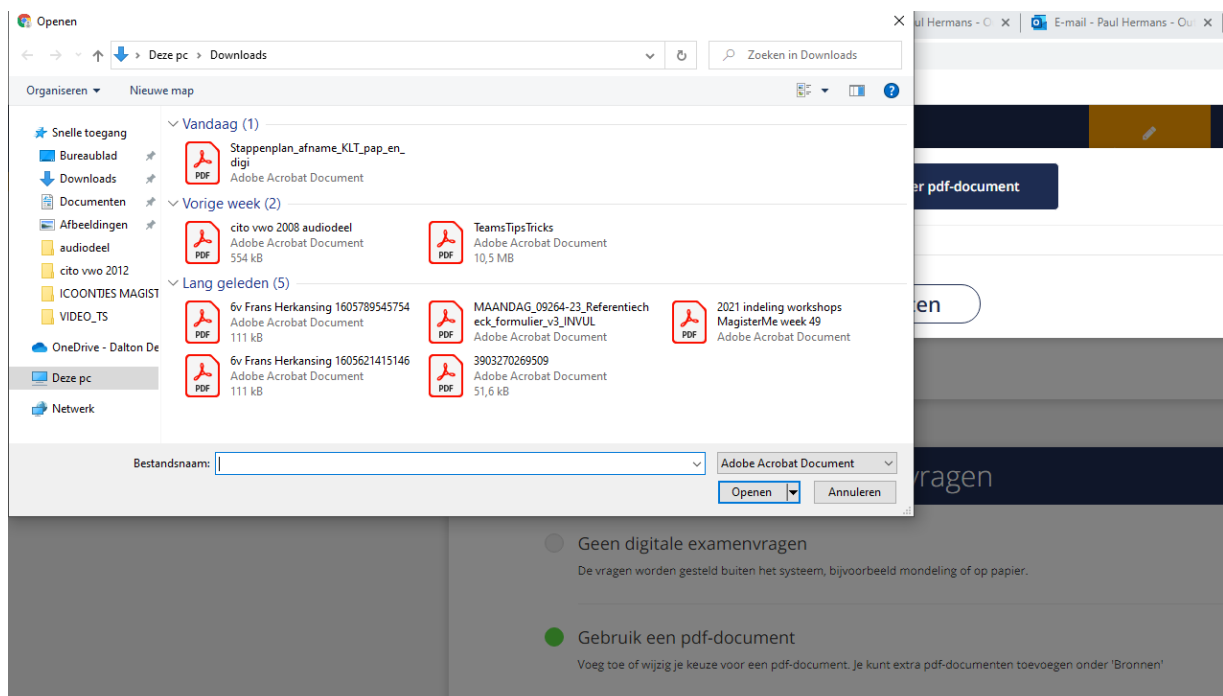 Openen
ul Hermans - O
E-mail - Paul Hermans - Out
Deze pc
Downloads
Zoeken in Downloads
Organiseren
Nieuwe map
Snelle toegang
Bureaublad
Downloads
Documenten
Afbeeldingen
audiodeel
cito vwo 2012
ICOONTJES MAGIST
VIDEO_TS
OneDrive - Dalton De
Deze pc
Netwerk
Vandaag (1)
PDF
Stappenplan_afname_KLT_pap_en_
digi
Adobe Acrobat Document
Vorige week (2)
PDF
cito vwo 2008 audiodeel
Adobe Acrobat Document
554 kB
PDF
TeamsTipsTricks
Adobe Acrobat Document
10,5 MB
Lang geleden (5)
PDF
6v Frans Herkansing 1605789545754
Adobe Acrobat Document
111 kB
PDF
MAANDAG_09264-23_Referentiech
eck_formulier_v3_INVUL
Adobe Acrobat Document
PDF
2021 indeling workshops
MagisterMe week 49
Adobe Acrobat Document
PDF
6v Frans Herkansing 1605621415146
Adobe Acrobat Document
111 kB
PDF
3903270269509
Adobe Acrobat Document
51,6 kB
Bestandsnaam:
Adobe Acrobat Document
Openen
Annuleren
er pdf-document
en
vragen
Geen digitale examenvragen
De vragen worden gesteld buiten het systeem, bijvoorbeeld mondeling of op papier.
Gebruik een pdf-document
Voeg toe of wijzig je keuze voor een pdf-document. Je kunt extra pdf-documenten toevoegen onder 'Bronnen'